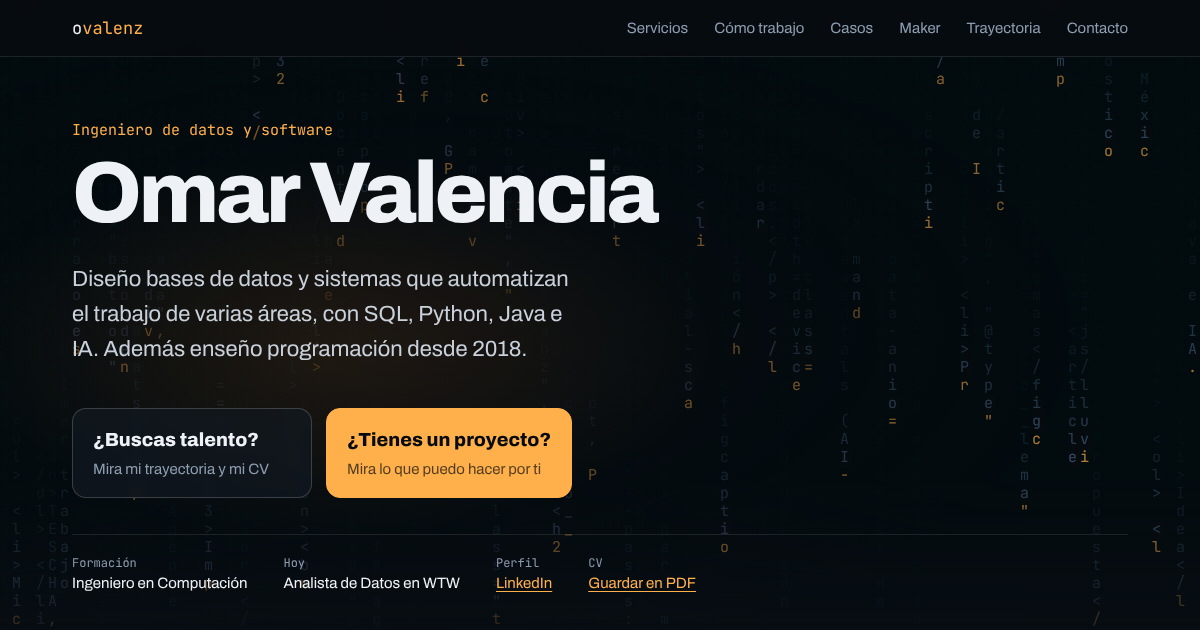 ovalenz
Servicios Cómo trabajo Casos Maker Trayectoria Contacto
Ingeniero de datos y software
Omar Valencia
Diseño bases de datos y sistemas que automatizan
el trabajo de varias áreas, con SQL, Python, Java e
IA. Además enseño programación desde 2018.
¿Buscas talento?
Mira mi trayectoria y mi CV
¿Tienes un proyecto?
Mira lo que puedo hacer por ti
Formación
Ingeniero en Computación
Hoy
Analista de Datos en WTW
Perfil
LinkedIn
CV
Guardar en PDF